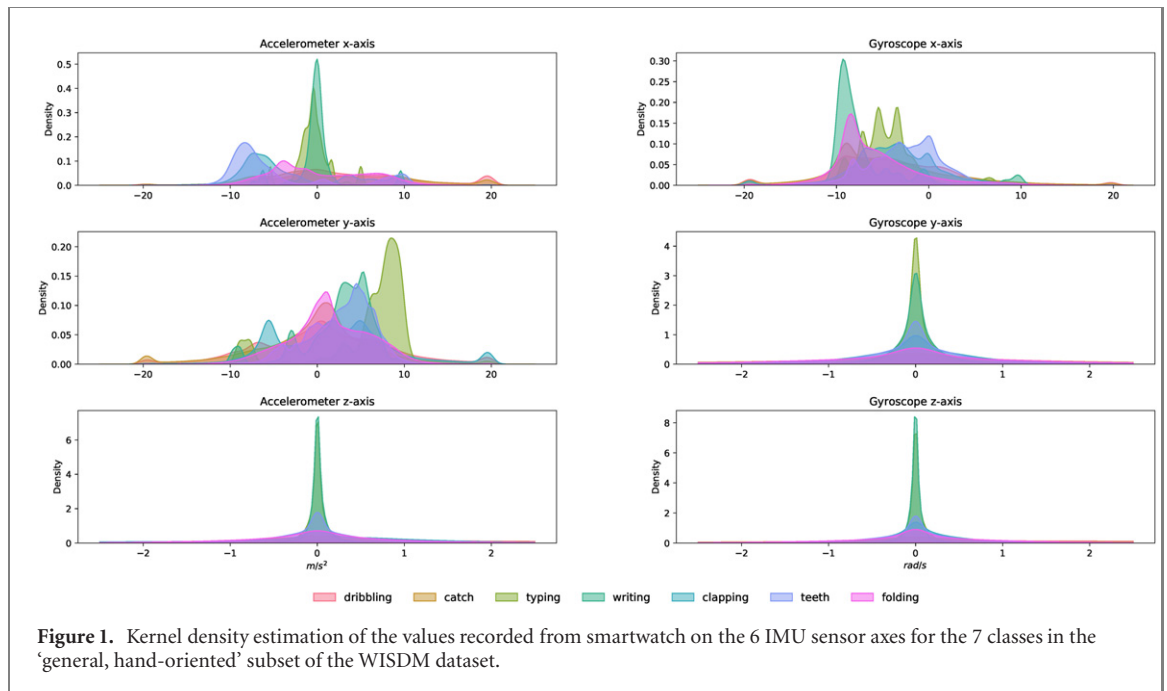 Accelerometer x-axis
Density
0.5
0.4
0.3
0.2
0.1
0.0
−20 −10 0 10 20
Gyroscope x-axis
Density
0.30
0.25
0.20
0.15
0.10
0.05
0.00
−20 −10 0 10 20
Accelerometer y-axis
Density
0.20
0.15
0.10
0.05
0.00
−20 −10 0 10 20
Gyroscope y-axis
Density
4
3
2
1
0
−2 −1 0 1 2
Accelerometer z-axis
Density
6
4
2
0
−2 −1 0 1 2
m/s²
Gyroscope z-axis
Density
8
6
4
2
0
−2 −1 0 1 2
rad/s
dribbling catch typing writing clapping teeth folding
Figure 1. Kernel density estimation of the values recorded from smartwatch on the 6 IMU sensor axes for the 7 classes in the
‘general, hand-oriented’ subset of the WISDM dataset.